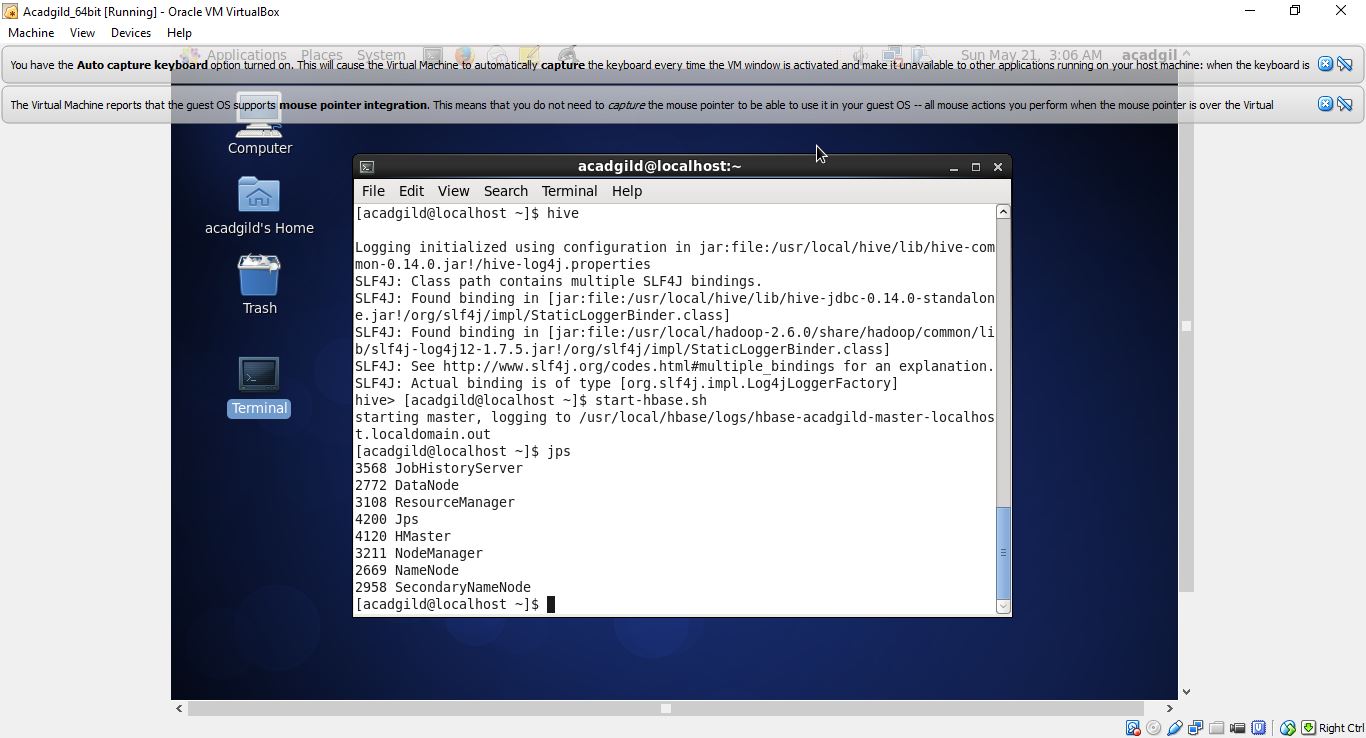 Acadgild_64bit [Running] - Oracle VM VirtualBox
Machine View Devices Help
Applications Places System Sun May 21, 3:06 AM acadgil
You have the Auto capture keyboard option turned on. This will cause the Virtual Machine to automatically capture the keyboard every time the VM window is activated and make it unavailable to other applications running on your host machine: when the keyboard is
The Virtual Machine reports that the guest OS supports mouse pointer integration. This means that you do not need to capture the mouse pointer to be able to use it in your guest OS -- all mouse actions you perform when the mouse pointer is over the Virtual
Computer
acadgild's Home
Trash
Terminal
acadgild@localhost:~
File Edit View Search Terminal Help
[acadgild@localhost ~]$ hive
Logging initialized using configuration in jar:file:/usr/local/hive/lib/hive-com
mon-0.14.0.jar!/hive-log4j.properties
SLF4J: Class path contains multiple SLF4J bindings.
SLF4J: Found binding in [jar:file:/usr/local/hive/lib/hive-jdbc-0.14.0-standalon
e.jar!/org/slf4j/impl/StaticLoggerBinder.class]
SLF4J: Found binding in [jar:file:/usr/local/hadoop-2.6.0/share/hadoop/common/li
b/slf4j-log4j12-1.7.5.jar!/org/slf4j/impl/StaticLoggerBinder.class]
SLF4J: See http://www.slf4j.org/codes.html#multiple_bindings for an explanation.
SLF4J: Actual binding is of type [org.slf4j.impl.Log4jLoggerFactory]
hive> [acadgild@localhost ~]$ start-hbase.sh
starting master, logging to /usr/local/hbase/logs/hbase-acadgild-master-localhos
t.localdomain.out
[acadgild@localhost ~]$ jps
3568 JobHistoryServer
2772 DataNode
3108 ResourceManager
4200 Jps
4120 HMaster
3211 NodeManager
2669 NameNode
2958 SecondaryNameNode
[acadgild@localhost ~]$
Right Ctrl